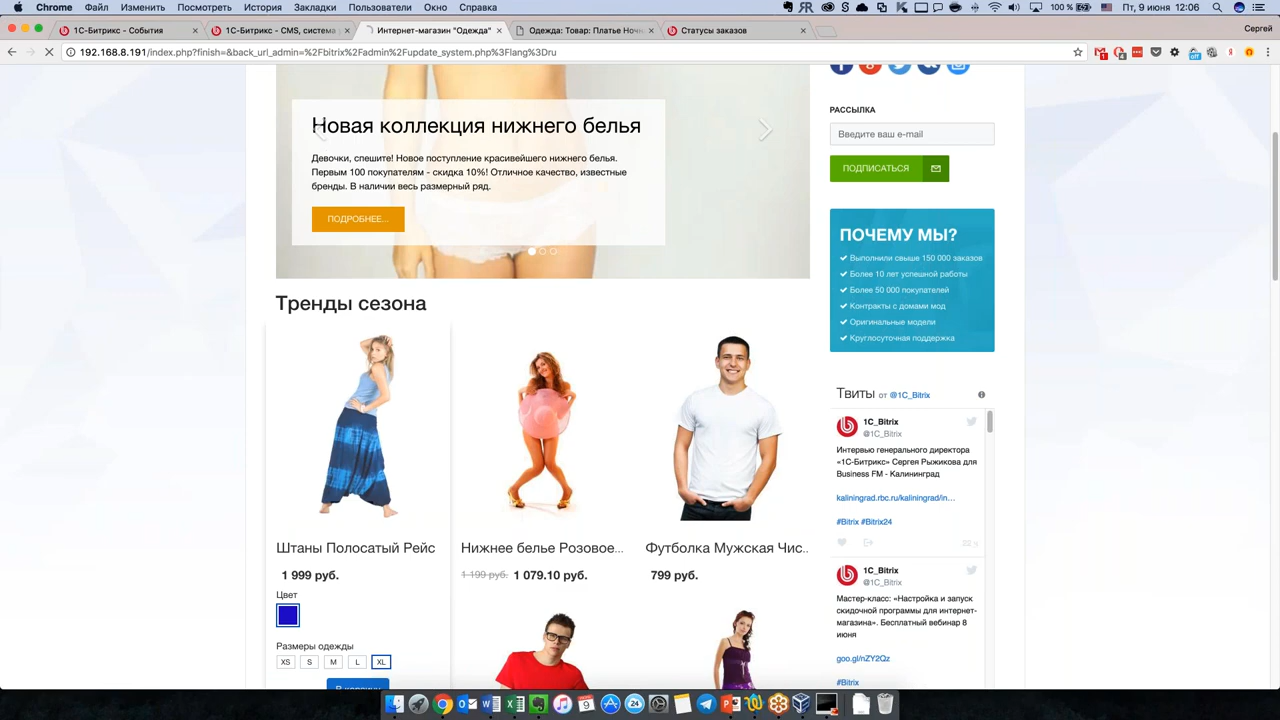 Chrome Файл Изменить Посмотреть История Закладки Пользователи Окно Справка 100 % Пт, 9 июня 12:06
1С-Битрикс - События × 1С-Битрикс - CMS, система × Интернет-магазин "Одежда" × Одежда: Товар: Платье Ночн × Статусы заказов × Сергей
192.168.8.191/index.php?finish=&back_url_admin=%2Fbitrix%2Fadmin%2Fupdate_system.php%3Flang%3Dru
Новая коллекция нижнего белья
Девочки, спешите! Новое поступление красивейшего нижнего белья.
Первым 100 покупателям - скидка 10%! Отличное качество, известные
бренды. В наличии весь размерный ряд.
ПОДРОБНЕЕ...
Тренды сезона
Штаны Полосатый Рейс
1 999 руб.
Цвет
Размеры одежды
XS S M L XL
В корзину
Нижнее белье Розовое...
1 199 руб. 1 079.10 руб.
Футболка Мужская Чис..
799 руб.
РАССЫЛКА
Введите ваш e-mail
ПОДПИСАТЬСЯ
ПОЧЕМУ МЫ?
Выполнили свыше 150 000 заказов
Более 10 лет успешной работы
Более 50 000 покупателей
Контракты с домами мод
Оригинальные модели
Круглосуточная поддержка
Твиты от @1C_Bitrix
1C_Bitrix
@1C_Bitrix
Интервью генерального директора
«1С-Битрикс» Сергея Рыжикова для
Business FM - Калининград
kaliningrad.rbc.ru/kaliningrad/in…
#Bitrix #Bitrix24
22 ч
1C_Bitrix
@1C_Bitrix
Мастер-класс: «Настройка и запуск
скидочной программы для интернет-
магазина». Бесплатный вебинар 8
июня
goo.gl/nZY2Qz
#Bitrix